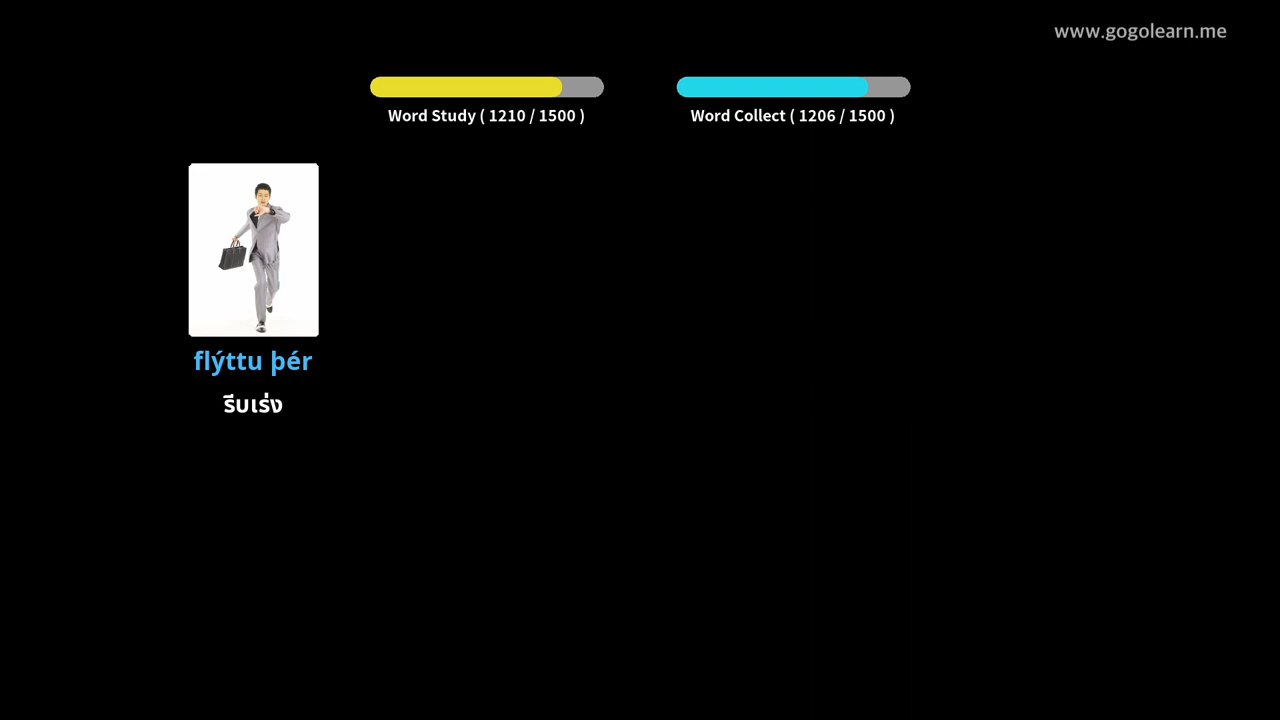 www.gogolearn.me
Word Study ( 1210 / 1500 )
Word Collect ( 1206 / 1500 )
flýttu þér
รีบเร่ง